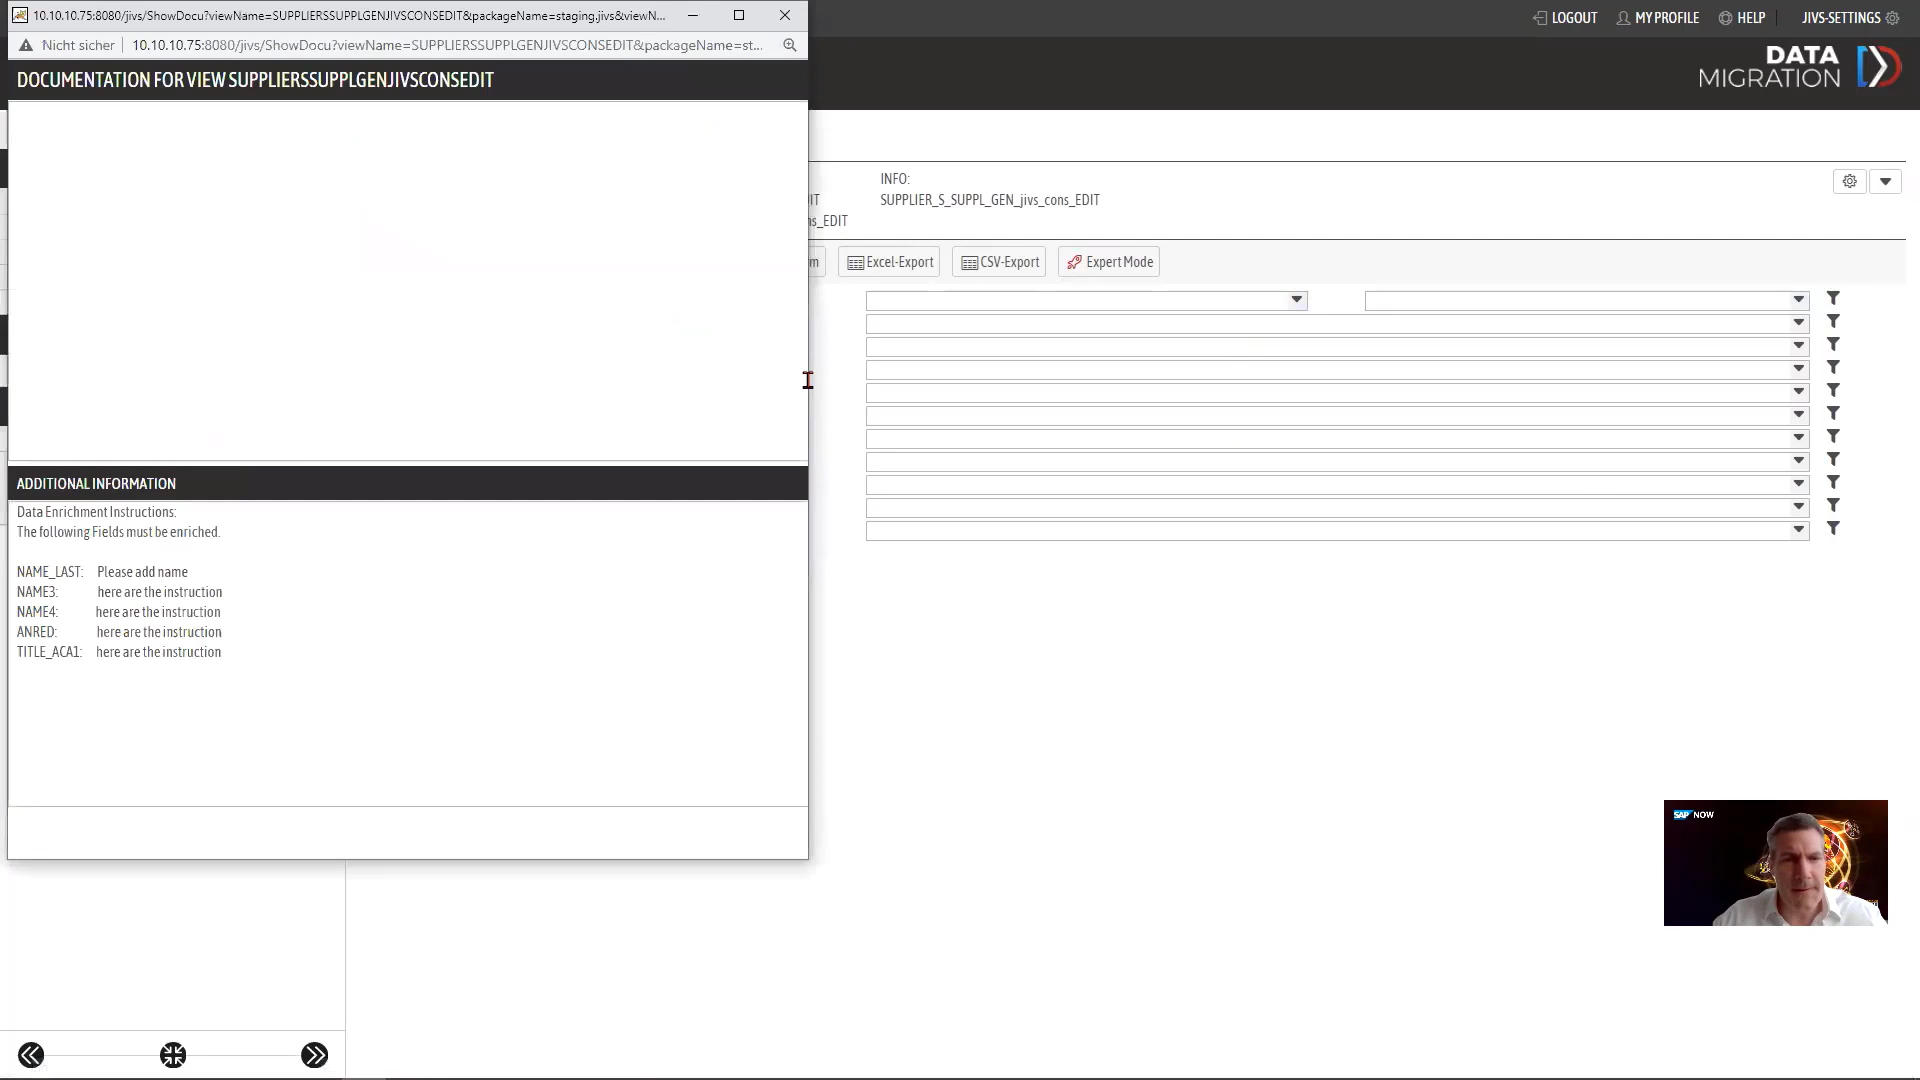 10.10.10.75:8080/jivs/ShowDocu?viewName=SUPPLIERSSUPPLGENJIVSCONSEDIT&packageName=staging.jivs&viewN...
Nicht sicher
10.10.10.75:8080/jivs/ShowDocu?viewName=SUPPLIERSSUPPLGENJIVSCONSEDIT&packageName=st...
LOGOUT
MY PROFILE
HELP
JIVS-SETTINGS
DATA
MIGRATION
DOCUMENTATION FOR VIEW SUPPLIERSSUPPLGENJIVSCONSEDIT
INFO:
SUPPLIER_S_SUPPL_GEN_jivs_cons_EDIT
IT
ns_EDIT
m
Excel-Export
CSV-Export
Expert Mode
ADDITIONAL INFORMATION
Data Enrichment Instructions:
The following Fields must be enriched.
NAME_LAST: Please add name
NAME3: here are the instruction
NAME4: here are the instruction
ANRED: here are the instruction
TITLE_ACA1: here are the instruction
SAP NOW